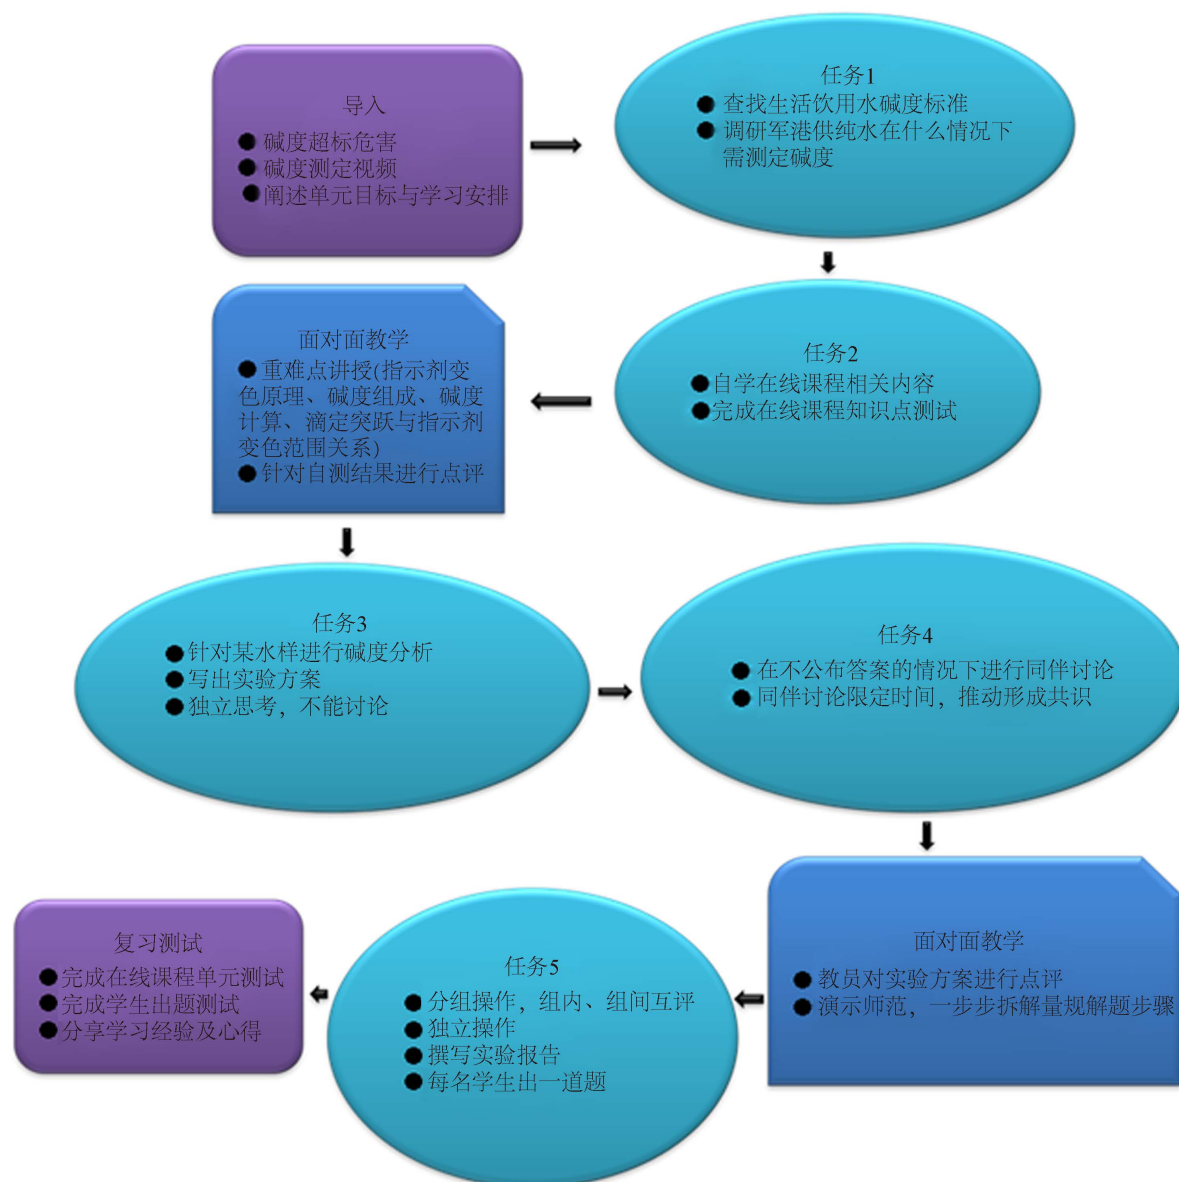 导入
● 碱度超标危害
● 碱度测定视频
● 阐述单元目标与学习安排
任务1
● 查找生活饮用水碱度标准
● 调研军港供纯水在什么情况下
需测定碱度
任务2
● 自学在线课程相关内容
● 完成在线课程知识点测试
面对面教学
● 重难点讲授(指示剂变
色原理、碱度组成、碱度
计算、滴定突跃与指示剂
变色范围关系)
● 针对自测结果进行点评
任务3
● 针对某水样进行碱度分析
● 写出实验方案
● 独立思考，不能讨论
任务4
● 在不公布答案的情况下进行同伴讨论
● 同伴讨论限定时间，推动形成共识
面对面教学
● 教员对实验方案进行点评
● 演示师范，一步步拆解量规解题步骤
任务5
● 分组操作，组内、组间互评
● 独立操作
● 撰写实验报告
● 每名学生出一道题
复习测试
● 完成在线课程单元测试
● 完成学生出题测试
● 分享学习经验及心得